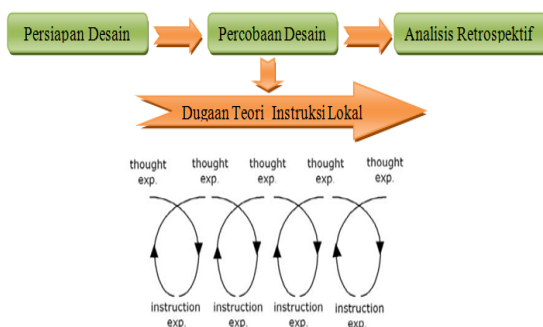 Persiapan Desain
Percobaan Desain
Analisis Retrospektif
Dugaan Teori Instruksi Lokal
thought thought thought thought thought
exp. exp. exp. exp. exp.
instruction instruction instruction instruction
exp. exp. exp. exp.